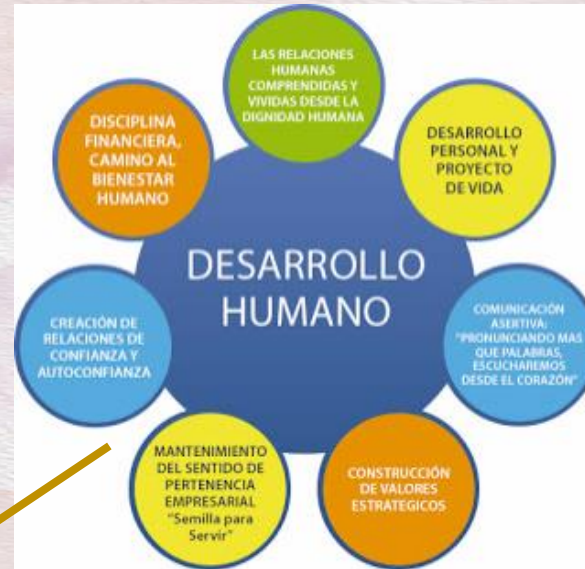 LAS RELACIONES
HUMANAS
COMPRENDIDAS Y
VIVIDAS DESDE LA
DIGNIDAD HUMANA
DESARROLLO
PERSONAL Y
PROYECTO
DE VIDA
COMUNICACIÓN
ASERTIVA:
"PRONUNCIANDO MAS
QUE PALABRAS,
ESCUCHAREMOS
DESDE EL CORAZÓN"
CONSTRUCCIÓN
DE VALORES
ESTRATEGICOS
MANTENIMIENTO
DEL SENTIDO DE
PERTENENCIA
EMPRESARIAL
"Semilla para
Servir"
CREACIÓN DE
RELACIONES DE
CONFIANZA Y
AUTOCONFIANZA
DISCIPLINA
FINANCIERA,
CAMINO AL
BIENESTAR
HUMANO
DESARROLLO
HUMANO